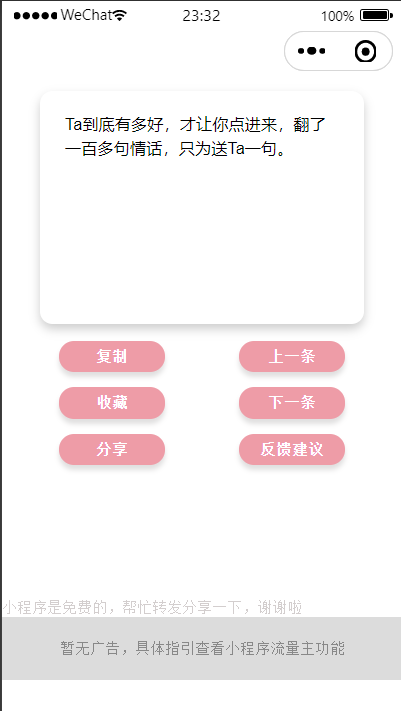 WeChat 23:32 100%
Ta到底有多好，才让你点进来，翻了
一百多句情话，只为送Ta一句。
复制 上一条
收藏 下一条
分享 反馈建议
小程序是免费的，帮忙转发分享一下，谢谢啦
暂无广告，具体指引查看小程序流量主功能